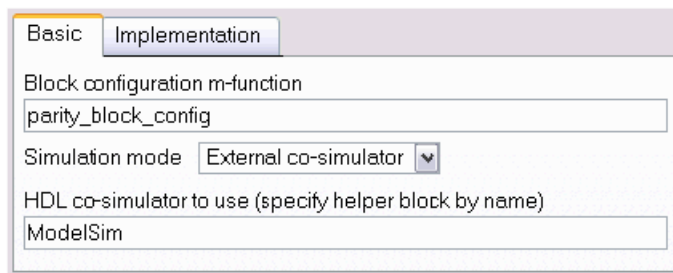 Basic Implementation
Block configuration m-function
parity_block_config
Simulation mode External co-simulator
HDL co-simulator to use (specify helper block by name)
ModelSim